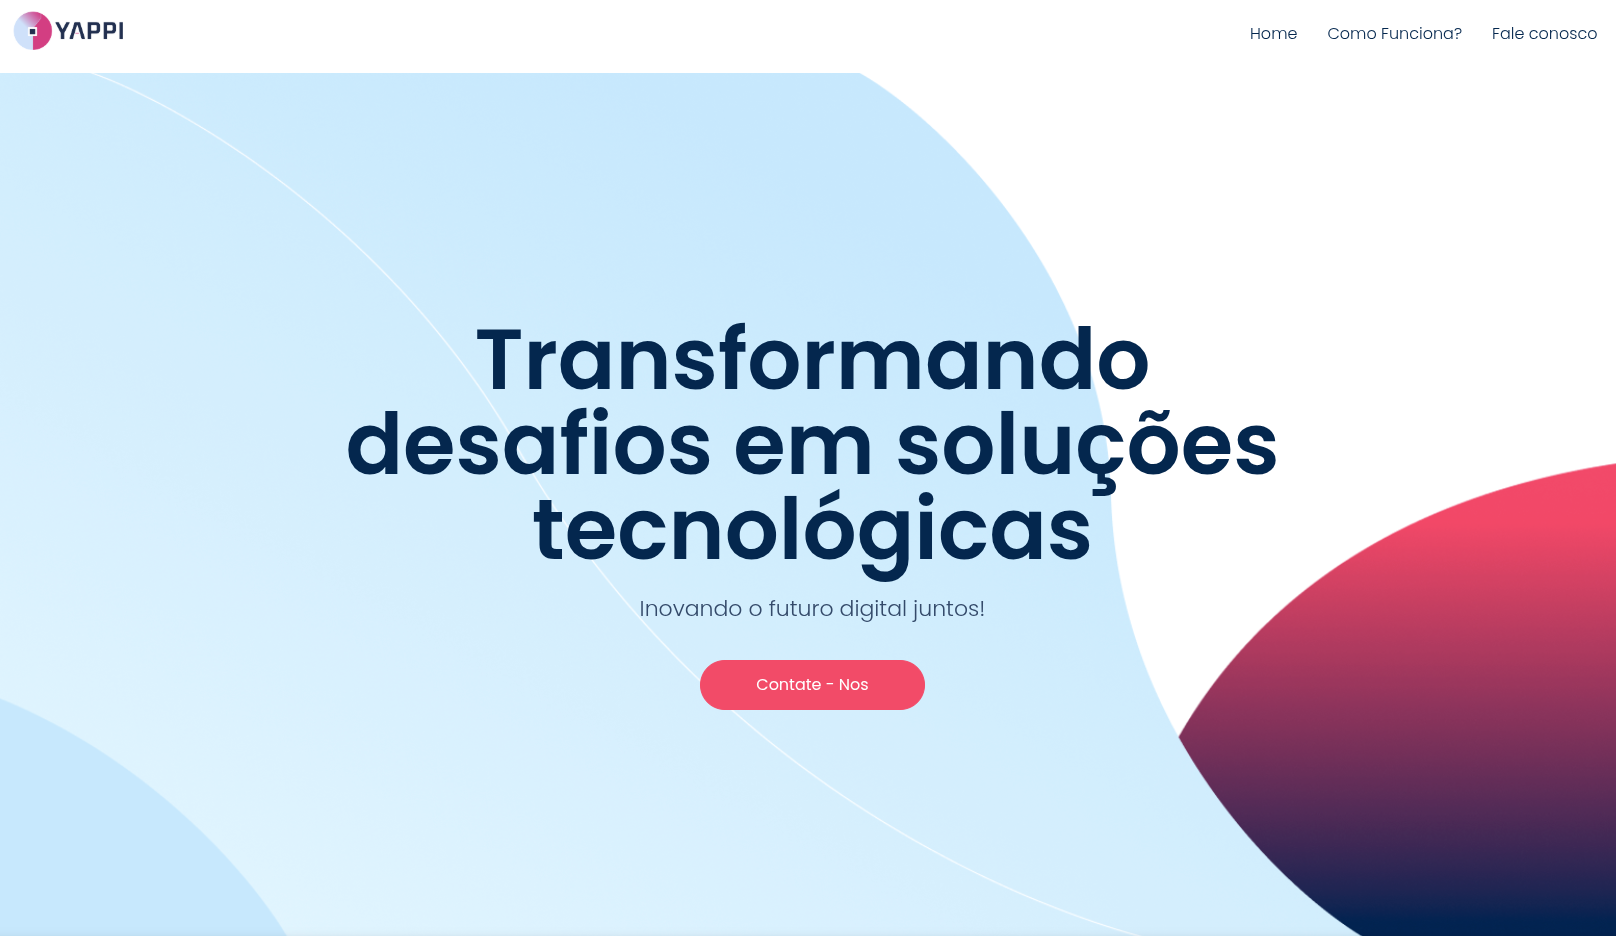 YAPPI
Home
Como Funciona?
Fale conosco
Transformando
desafios em soluções
tecnológicas
Inovando o futuro digital juntos!
Contate - Nos